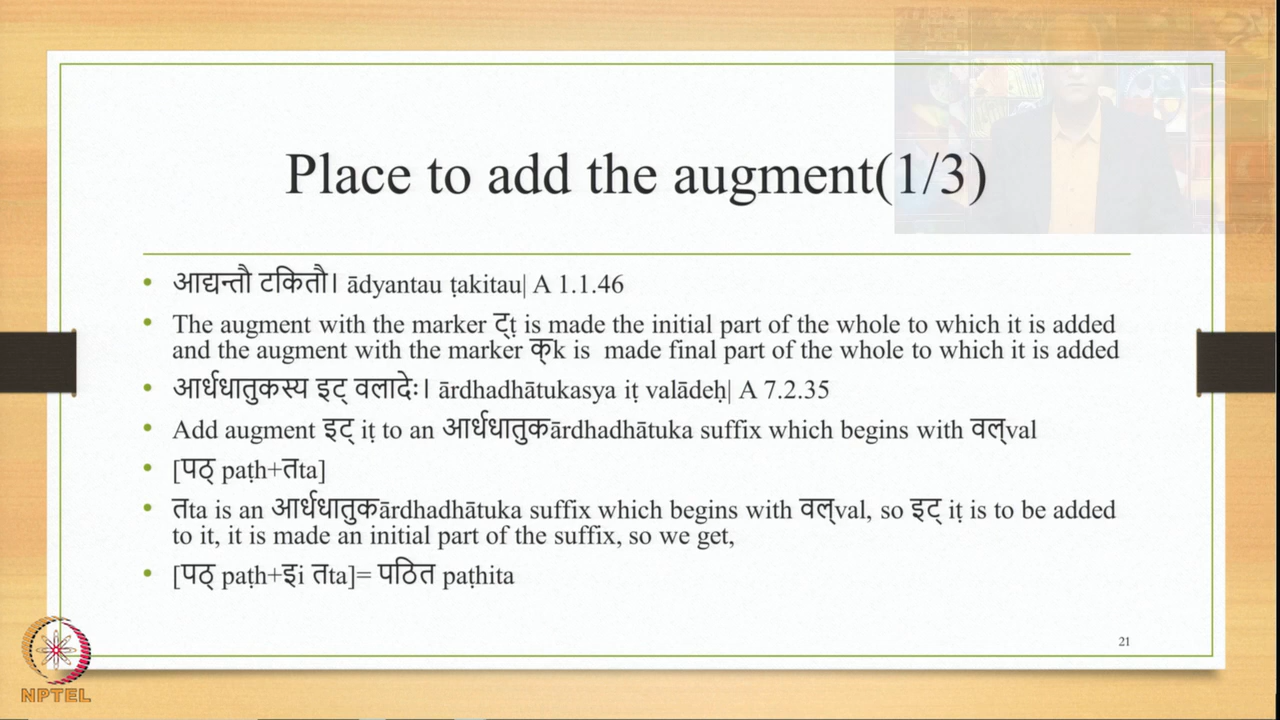 Place to add the augment(1/3)
• आद्यन्तौ टकितौ। ādyantau ṭakitau| A 1.1.46
• The augment with the marker ट्ṭ is made the initial part of the whole to which it is added
and the augment with the marker क्k is made final part of the whole to which it is added
• आर्धधातुकस्य इट् वलादेः। ārdhadhātukasya iṭ valādeḥ| A 7.2.35
• Add augment इट् iṭ to an आर्धधातुकārdhadhātuka suffix which begins with वल्val
• [पठ् paṭh+तta]
• तta is an आर्धधातुकārdhadhātuka suffix which begins with वल्val, so इट् iṭ is to be added
to it, it is made an initial part of the suffix, so we get,
• [पठ् paṭh+इi तta]= पठित paṭhita
21
NPTEL